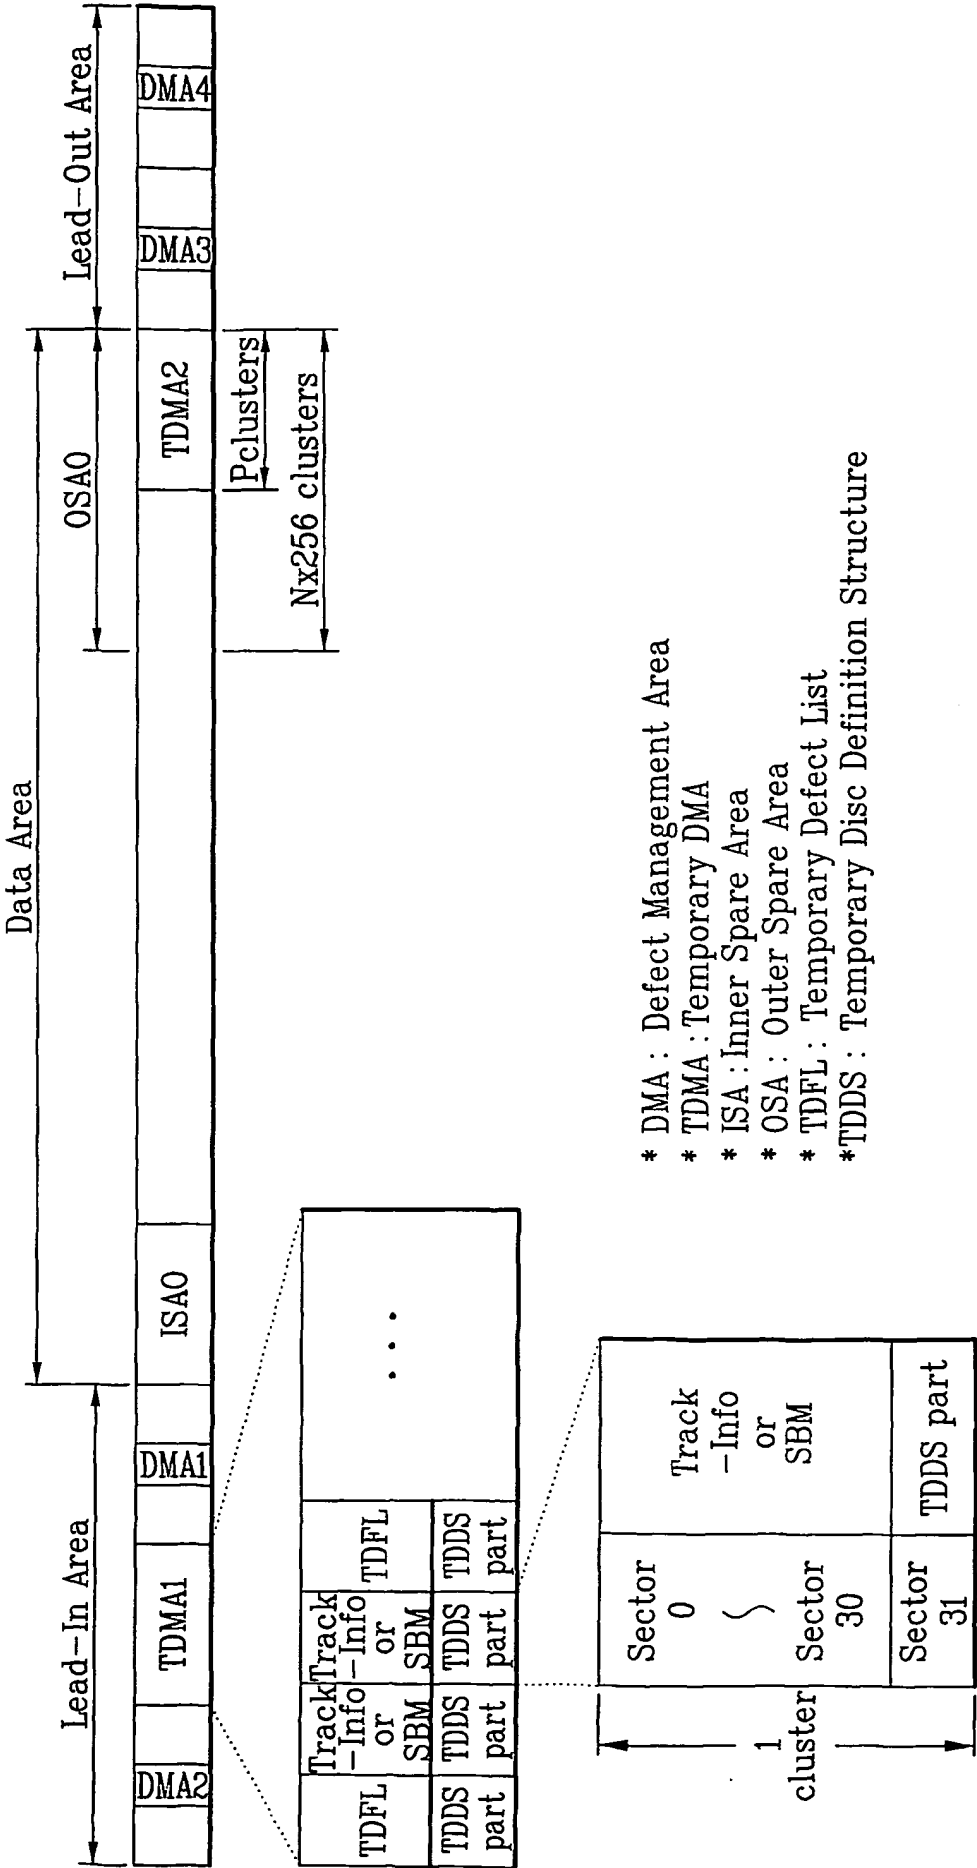 Data Area
Lead-In Area
OSA0
Lead-Out Area
DMA2
TDMA1
DMA1
ISA0
TDMA2
DMA3
DMA4
Pclusters
Nx256 clusters
TDFL
Track
-Info
or
SBM
Track
-Info
or
SBM
TDFL
...
TDDS
part
TDDS
part
TDDS
part
TDDS
part
1
cluster
Sector
0
Sector
30
Track
-Info
or
SBM
Sector
31
TDDS part
* DMA : Defect Management Area
* TDMA : Temporary DMA
* ISA : Inner Spare Area
* OSA : Outer Spare Area
* TDFL : Temporary Defect List
*TDDS : Temporary Disc Definition Structure